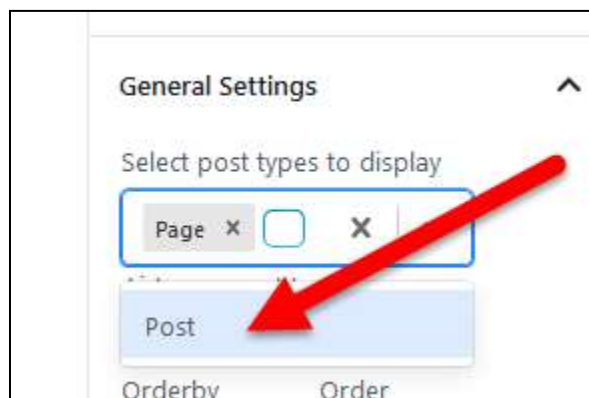 General Settings
Select post types to display
Page ×
Post
Orderby Order